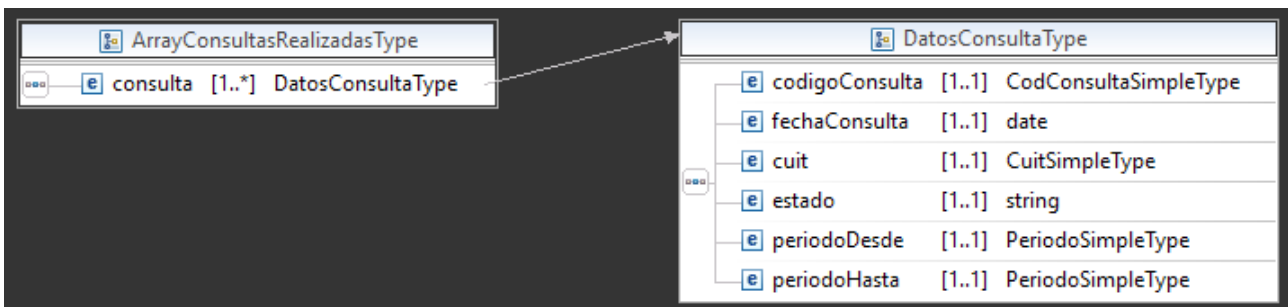 ArrayConsultasRealizadasType
e consulta [1..*] DatosConsultaType
DatosConsultaType
e codigoConsulta [1..1] CodConsultaSimpleType
e fechaConsulta [1..1] date
e cuit [1..1] CuitSimpleType
e estado [1..1] string
e periodoDesde [1..1] PeriodoSimpleType
e periodoHasta [1..1] PeriodoSimpleType